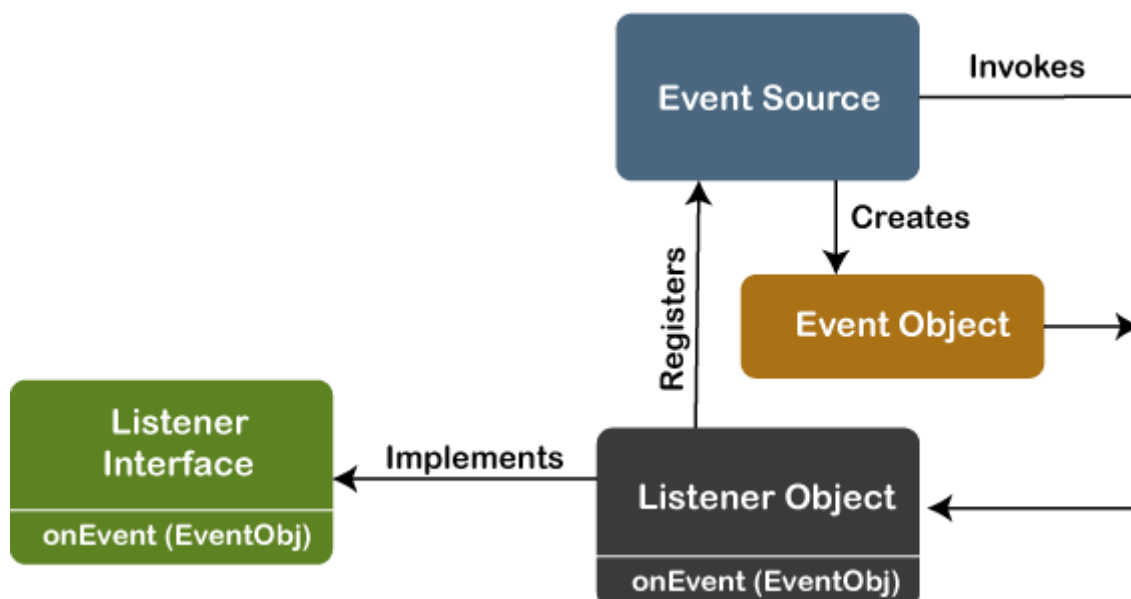 Event Source
Invokes
Creates
Registers
Event Object
Listener
Interface
onEvent (EventObj)
Implements
Listener Object
onEvent (EventObj)